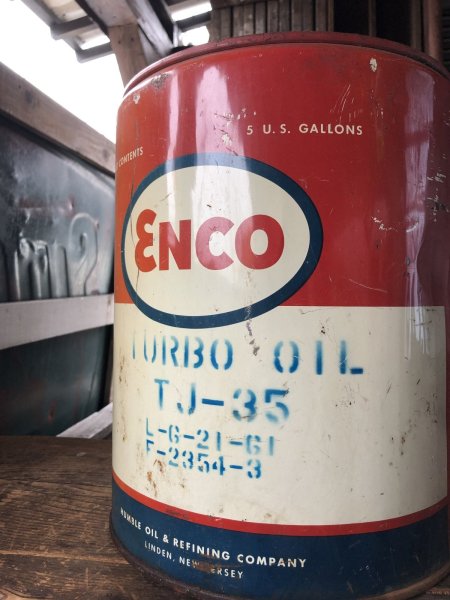 5 U.S. GALLONS
CONTENTS
ENCO
TURBO OIL
TJ-35
L-6-21-61
F-2354-3
HUMBLE OIL & REFINING COMPANY
LINDEN, NEW JERSEY